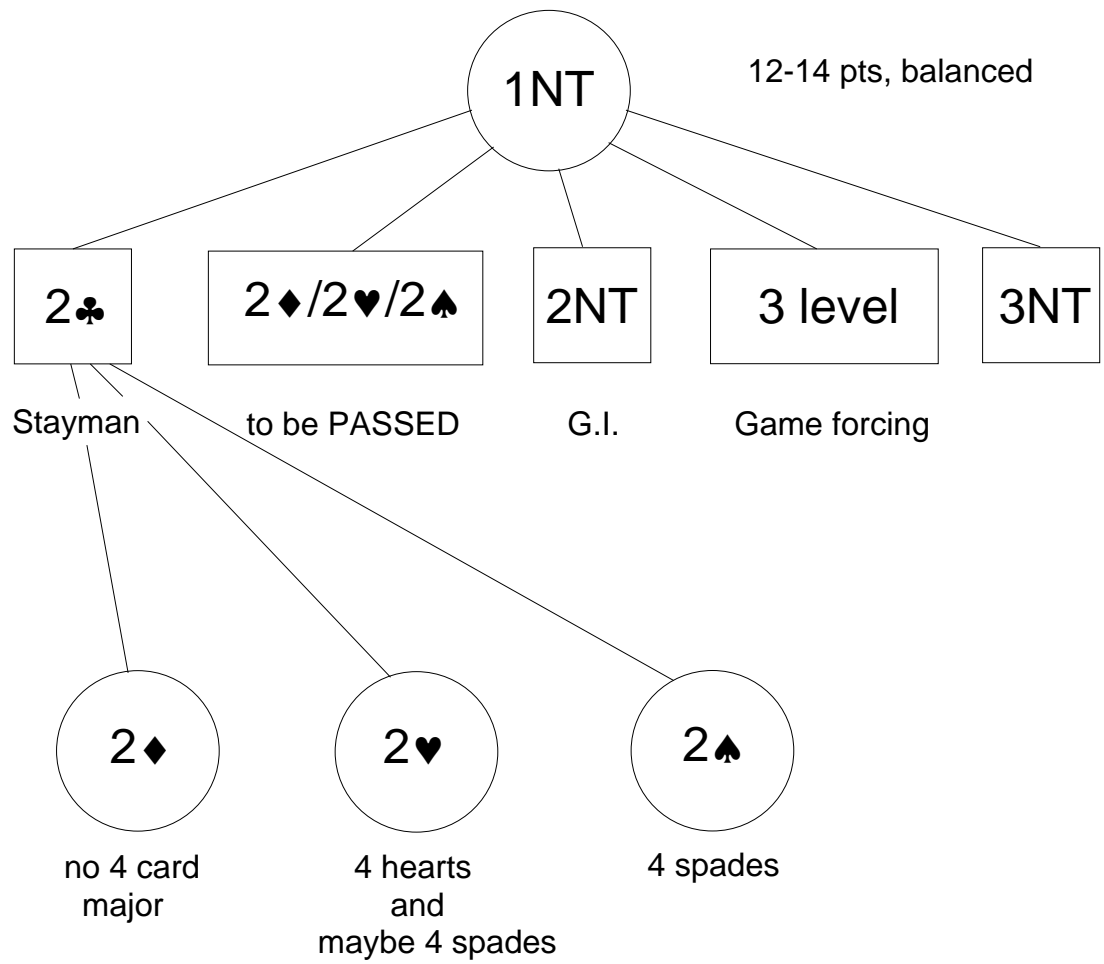 1NT
12-14 pts, balanced
2♣
2♦/2♥/2♠
2NT
3 level
3NT
Stayman
to be PASSED
G.I.
Game forcing
2♦
2♥
2♠
no 4 card
major
4 hearts
and
maybe 4 spades
4 spades